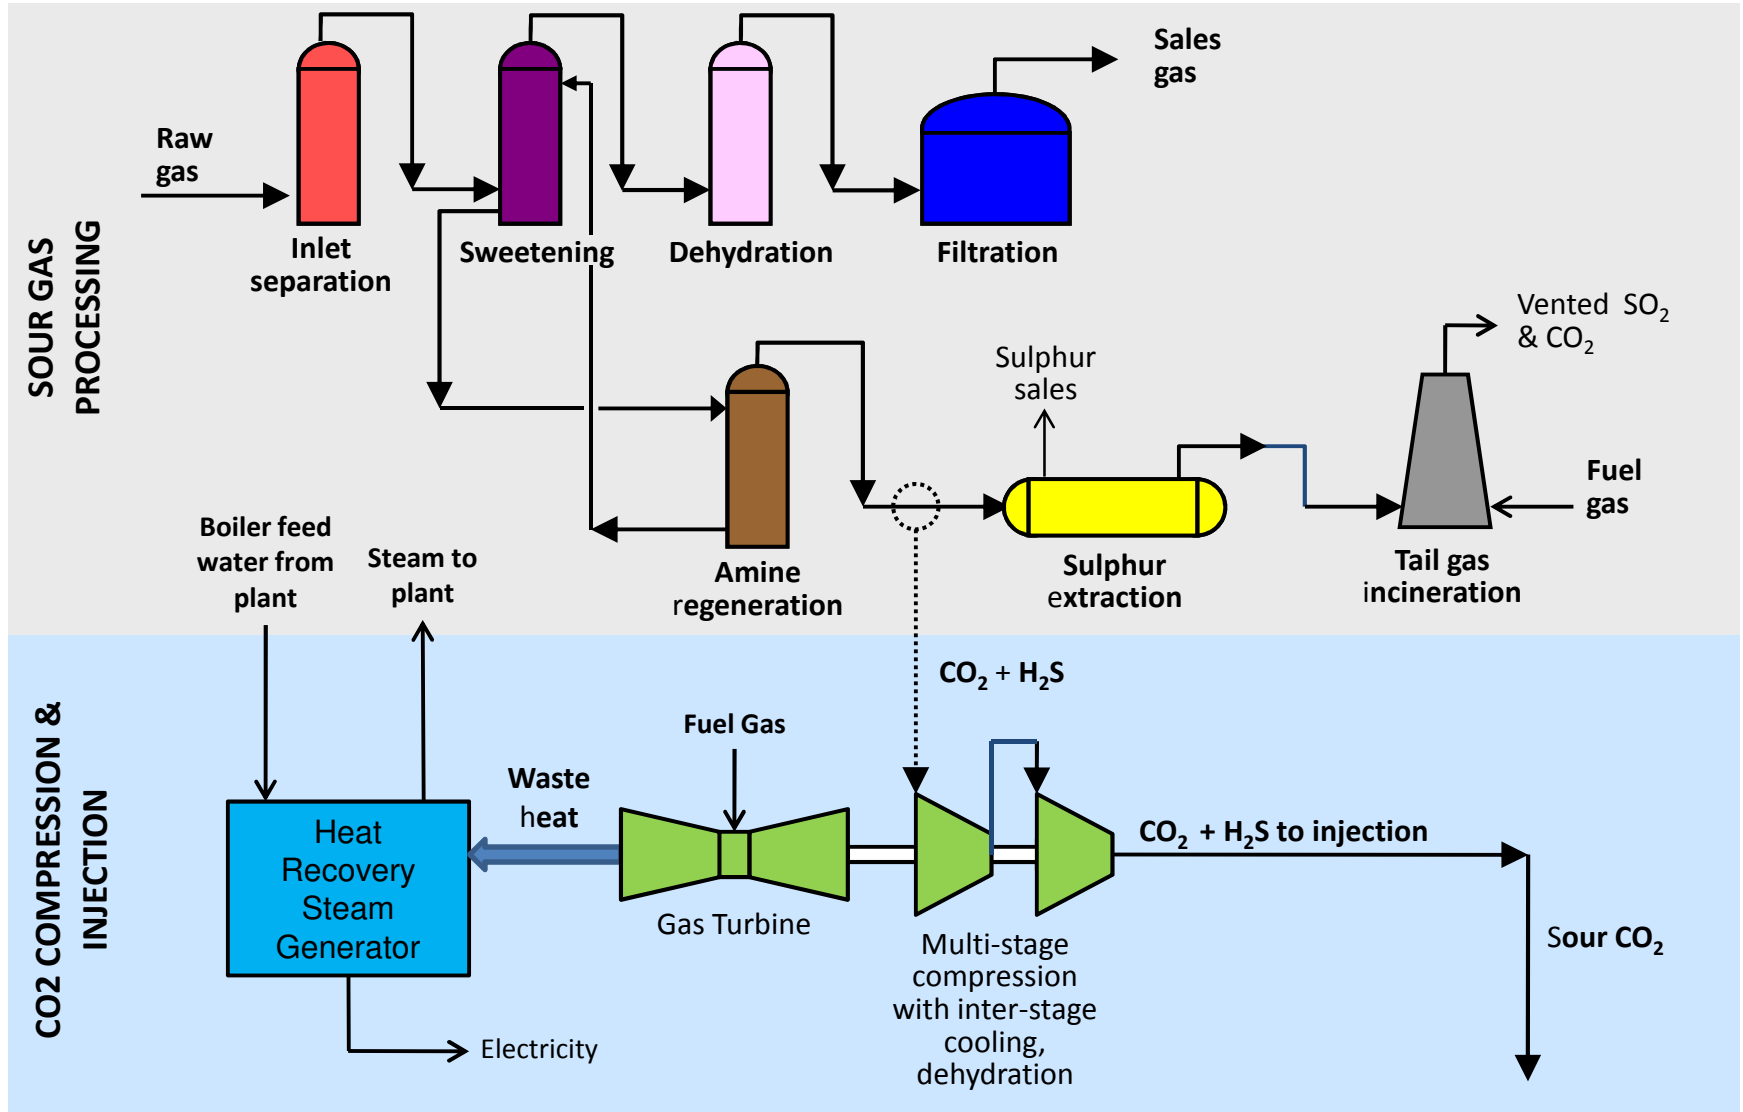 Sales
gas
Raw
gas
Inlet
separation
Sweetening
Dehydration
Filtration
SOUR GAS
PROCESSING
Vented SO2
& CO2
Sulphur
sales
Fuel
gas
Boiler feed
water from
plant
Steam to
plant
Amine
regeneration
Sulphur
extraction
Tail gas
incineration
CO2 + H2S
CO2 COMPRESSION &
INJECTION
Fuel Gas
Waste
heat
Heat
Recovery
Steam
Generator
CO2 + H2S to injection
Gas Turbine
Multi-stage
compression
with inter-stage
cooling,
dehydration
Sour CO2
Electricity